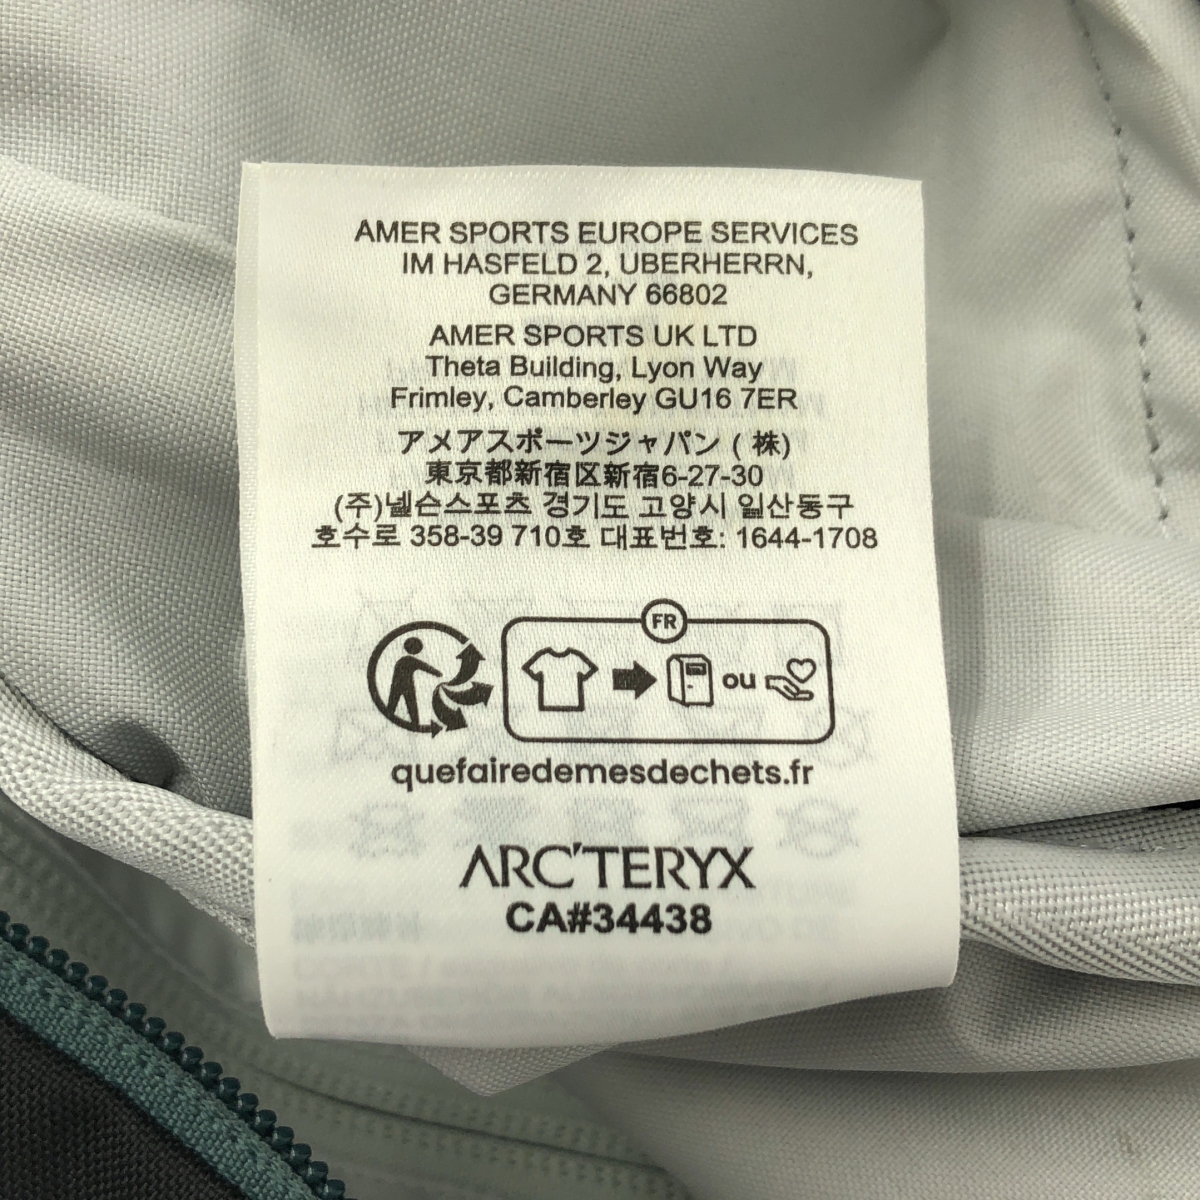 AMER SPORTS EUROPE SERVICES
IM HASFELD 2, UBERHERRN,
GERMANY 66802
AMER SPORTS UK LTD
Theta Building, Lyon Way
Frimley, Camberley GU16 7ER
アメアスポーツジャパン ( 株)
東京都新宿区新宿6-27-30
(주)넬슨스포츠 경기도 고양시 일산동구
호수로 358-39 710호 대표번호: 1644-1708
FR
ou
quefairedemesdechets.fr
ARC'TERYX
CA#34438